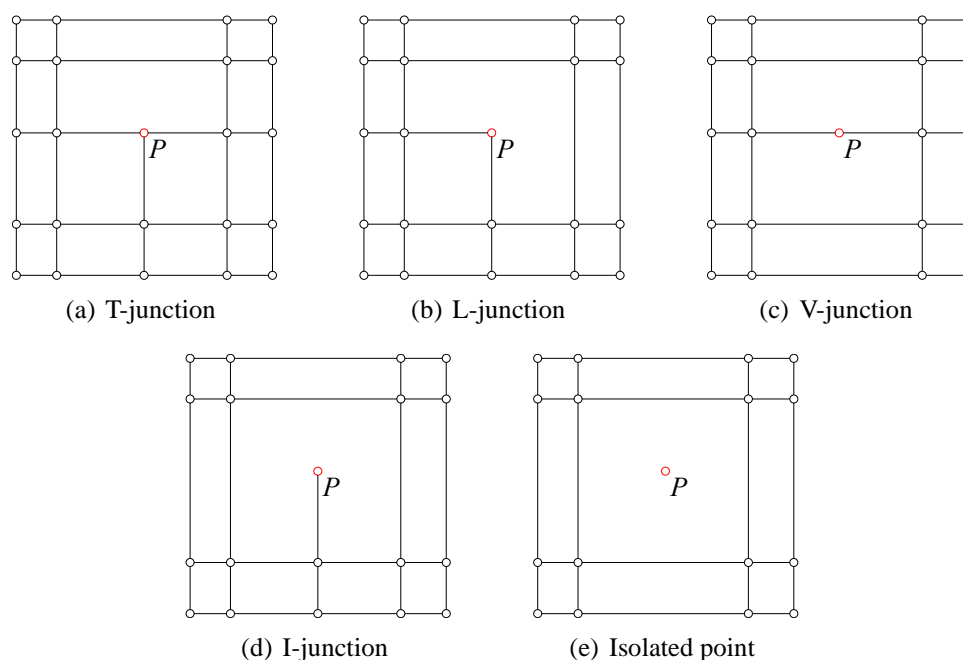 P P P
(a) T-junction (b) L-junction (c) V-junction
P P
(d) I-junction (e) Isolated point